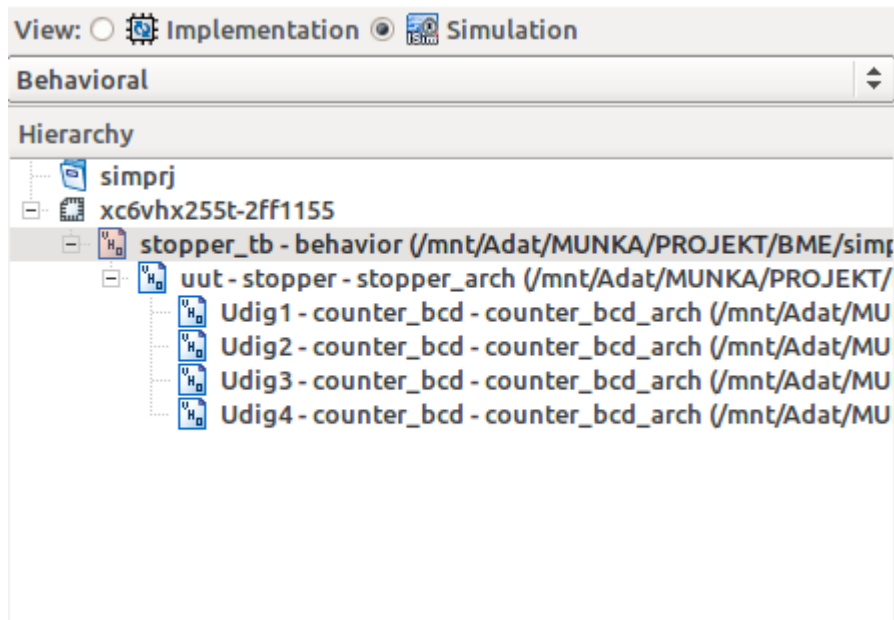 View: Implementation Simulation
Behavioral
Hierarchy
simprj
xc6vhx255t-2ff1155
stopper_tb - behavior (/mnt/Adat/MUNKA/PROJEKT/BME/simp
uut - stopper - stopper_arch (/mnt/Adat/MUNKA/PROJEKT/
Udig1 - counter_bcd - counter_bcd_arch (/mnt/Adat/MU
Udig2 - counter_bcd - counter_bcd_arch (/mnt/Adat/MU
Udig3 - counter_bcd - counter_bcd_arch (/mnt/Adat/MU
Udig4 - counter_bcd - counter_bcd_arch (/mnt/Adat/MU